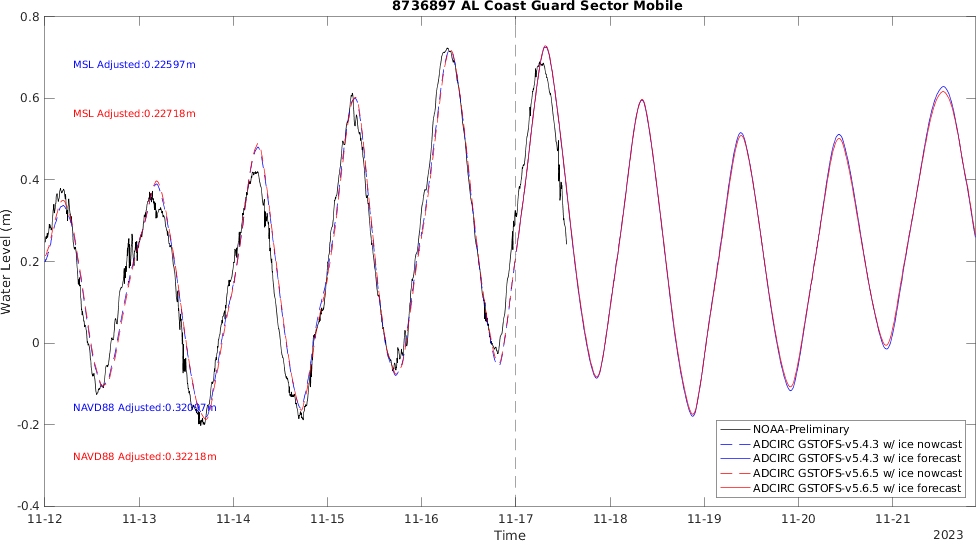 8736897 AL Coast Guard Sector Mobile
0.8
MSL Adjusted:0.22597m
0.6
MSL Adjusted:0.22718m
0.4
0.2
Water Level (m)
0
NAVD88
-0.2
NOAA-Preliminary
ADCIRC GSTOFS-v5.4.3 w/ ice nowcast
ADCIRC GSTOFS-v5.4.3 w/ ice forecast
NAVD88 Adjusted:0.32218m
ADCIRC GSTOFS-v5.6.5 w/ ice nowcast
ADCIRC GSTOFS-v5.6.5 w/ ice forecast
-0.4
11-12 11-13 11-14 11-15 11-16 11-17 11-18 11-19 11-20 11-21
Time
2023